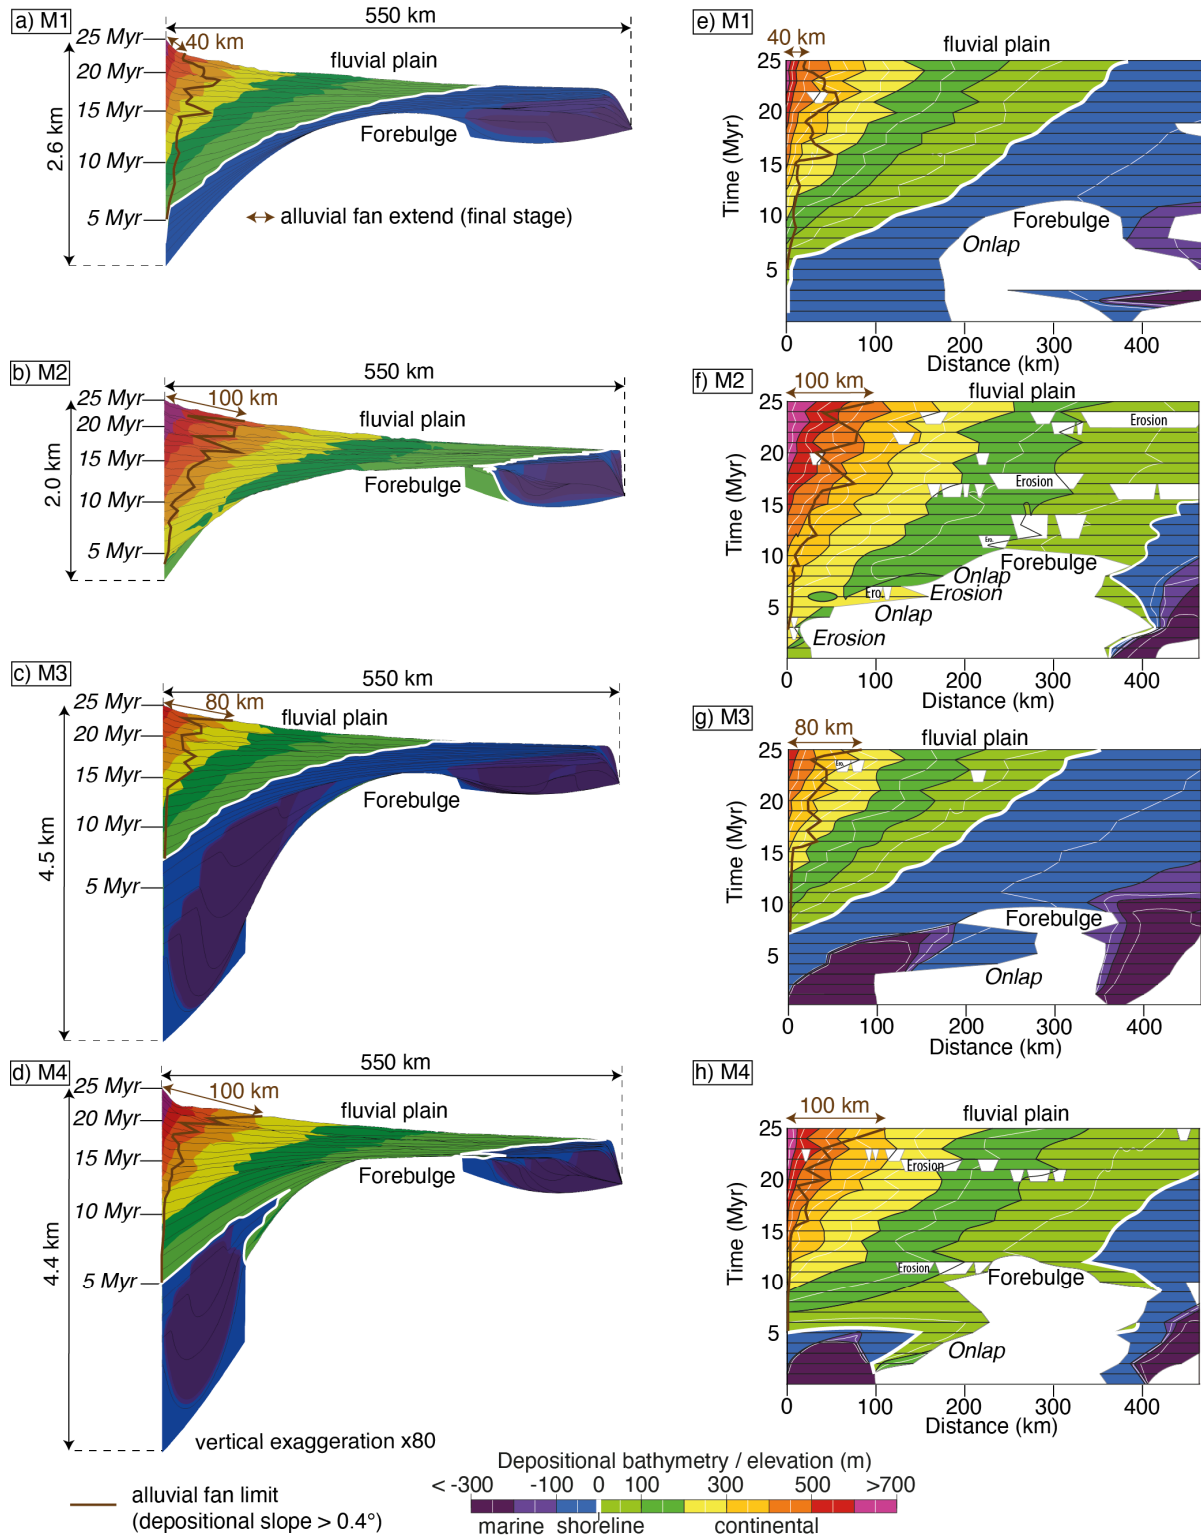 a) M1
550 km
25 Myr
40 km
fluvial plain
20 Myr
15 Myr
Forebulge
2.6 km
10 Myr
5 Myr
alluvial fan extend (final stage)
b) M2
550 km
25 Myr
100 km
fluvial plain
20 Myr
15 Myr
Forebulge
2.0 km
10 Myr
5 Myr
c) M3
550 km
25 Myr
80 km
fluvial plain
20 Myr
15 Myr
Forebulge
10 Myr
4.5 km
5 Myr
d) M4
550 km
25 Myr
100 km
fluvial plain
20 Myr
15 Myr
Forebulge
10 Myr
4.4 km
5 Myr
vertical exaggeration x80
alluvial fan limit
(depositional slope > 0.4°)
e) M1
40 km
fluvial plain
25
20
15
10
5
Time (Myr)
Forebulge
Onlap
0 100 200 300 400
Distance (km)
f) M2
100 km
fluvial plain
25
20
15
10
5
Time (Myr)
Erosion
Erosion
Ero.
Forebulge
Onlap
Ero.
Erosion
Onlap
Erosion
0 100 200 300 400
Distance (km)
g) M3
80 km
fluvial plain
25
20
15
10
5
Time (Myr)
Ero.
Forebulge
Onlap
0 100 200 300 400
Distance (km)
h) M4
100 km
fluvial plain
25
20
15
10
5
Time (Myr)
Erosion
Erosion
Forebulge
Onlap
0 100 200 300 400
Distance (km)
Depositional bathymetry / elevation (m)
< -300 -100 0 100 300 500 >700
marine shoreline continental